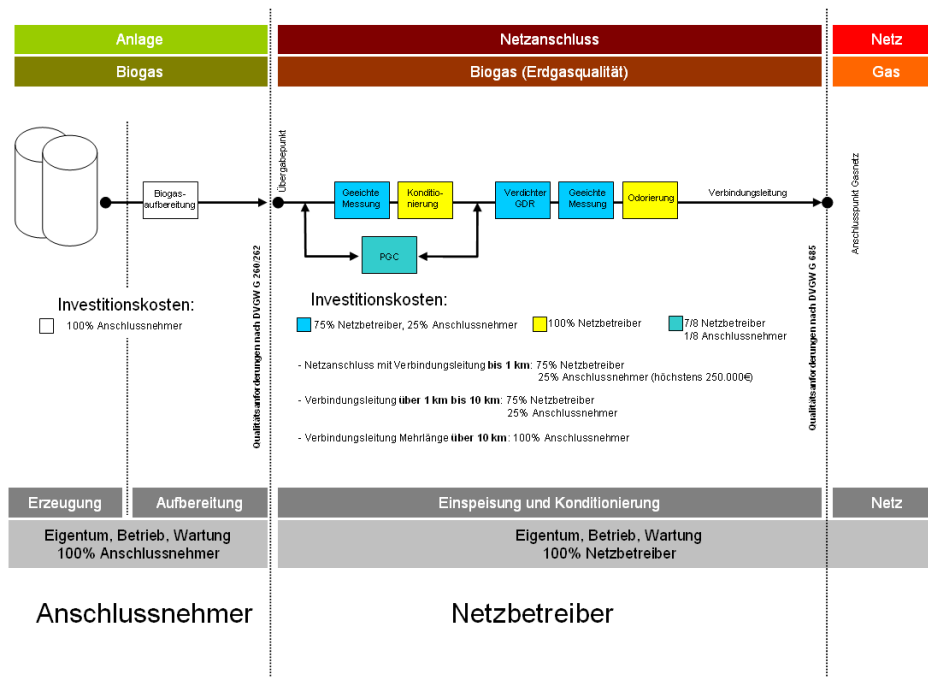 Anlage
Netzanschluss
Netz
Biogas
Biogas (Erdgasqualität)
Gas
Übergabepunkt
Anschlusspunkt Gasnetz
Biogas-
aufbereitung
Geeichte
Messung
Konditio-
nierung
Verdichter
GDR
Geeichte
Messung
Odorierung
Verbindungsleitung
PGC
Qualitätsanforderungen nach DVGW G 260/262
Qualitätsanforderungen nach DVGW G 685
Investitionskosten:
100% Anschlussnehmer
Investitionskosten:
75% Netzbetreiber, 25% Anschlussnehmer
100% Netzbetreiber
7/8 Netzbetreiber
1/8 Anschlussnehmer
- Netzanschluss mit Verbindungsleitung bis 1 km: 75% Netzbetreiber
25% Anschlussnehmer (höchstens 250.000€)
- Verbindungsleitung über 1 km bis 10 km: 75% Netzbetreiber
25% Anschlussnehmer
- Verbindungsleitung Mehrlänge über 10 km: 100% Anschlussnehmer
Erzeugung
Aufbereitung
Einspeisung und Konditionierung
Netz
Eigentum, Betrieb, Wartung
100% Anschlussnehmer
Eigentum, Betrieb, Wartung
100% Netzbetreiber
Anschlussnehmer
Netzbetreiber